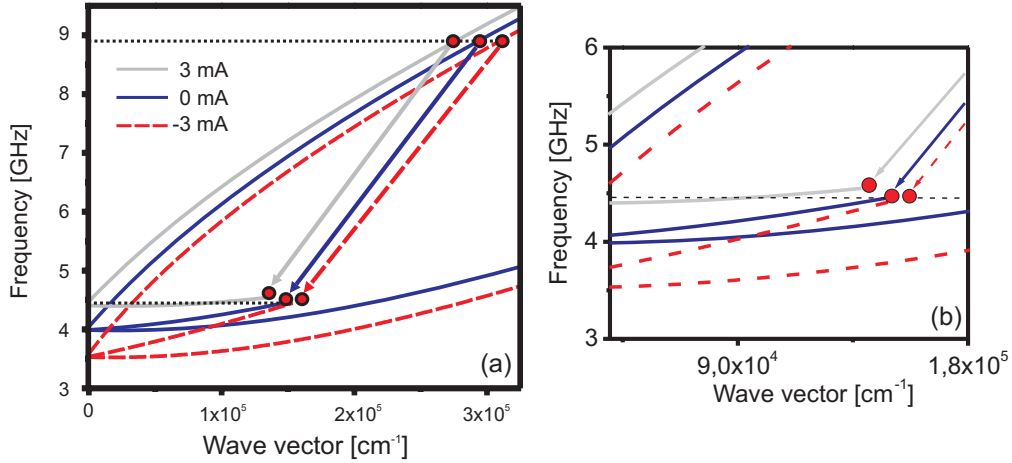 9
8
7
6
5
4
3
Frequency [GHz]
3 mA
0 mA
-3 mA
(a)
0
1x10⁵
2x10⁵
3x10⁵
Wave vector [cm⁻¹]
6
5
4
3
Frequency [GHz]
(b)
9,0x10⁴
1,8x10⁵
Wave vector [cm⁻¹]